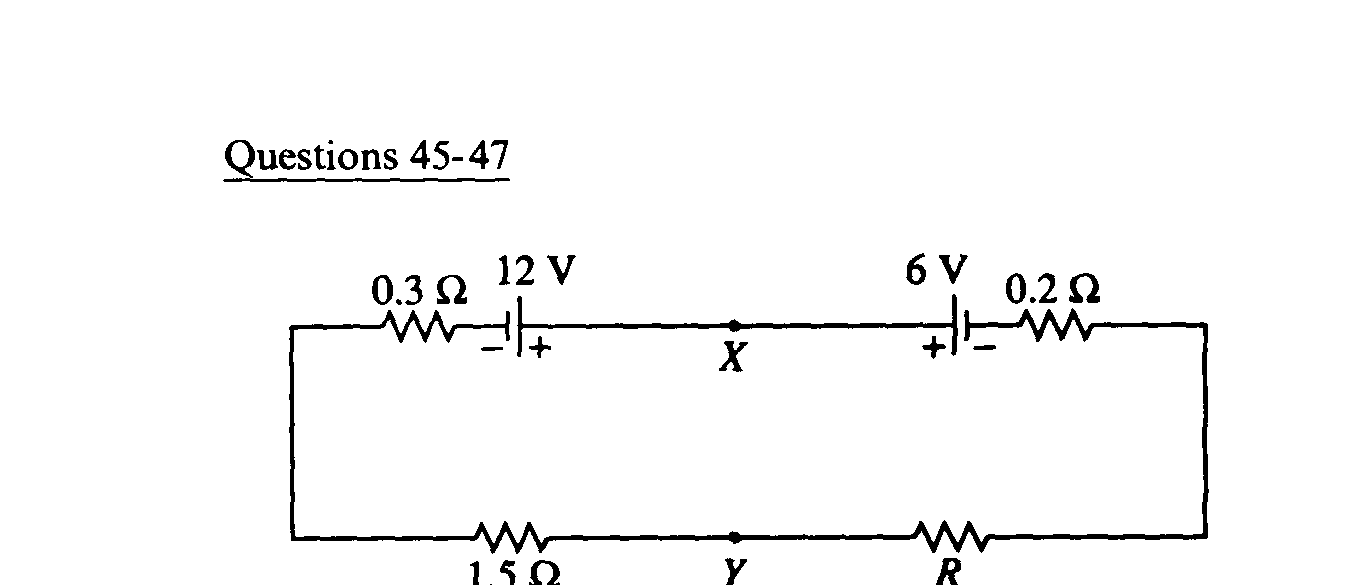 Questions 45-47
0.3 Ω 12 V 6 V 0.2 Ω
− + X + −
1.5 Ω Y R